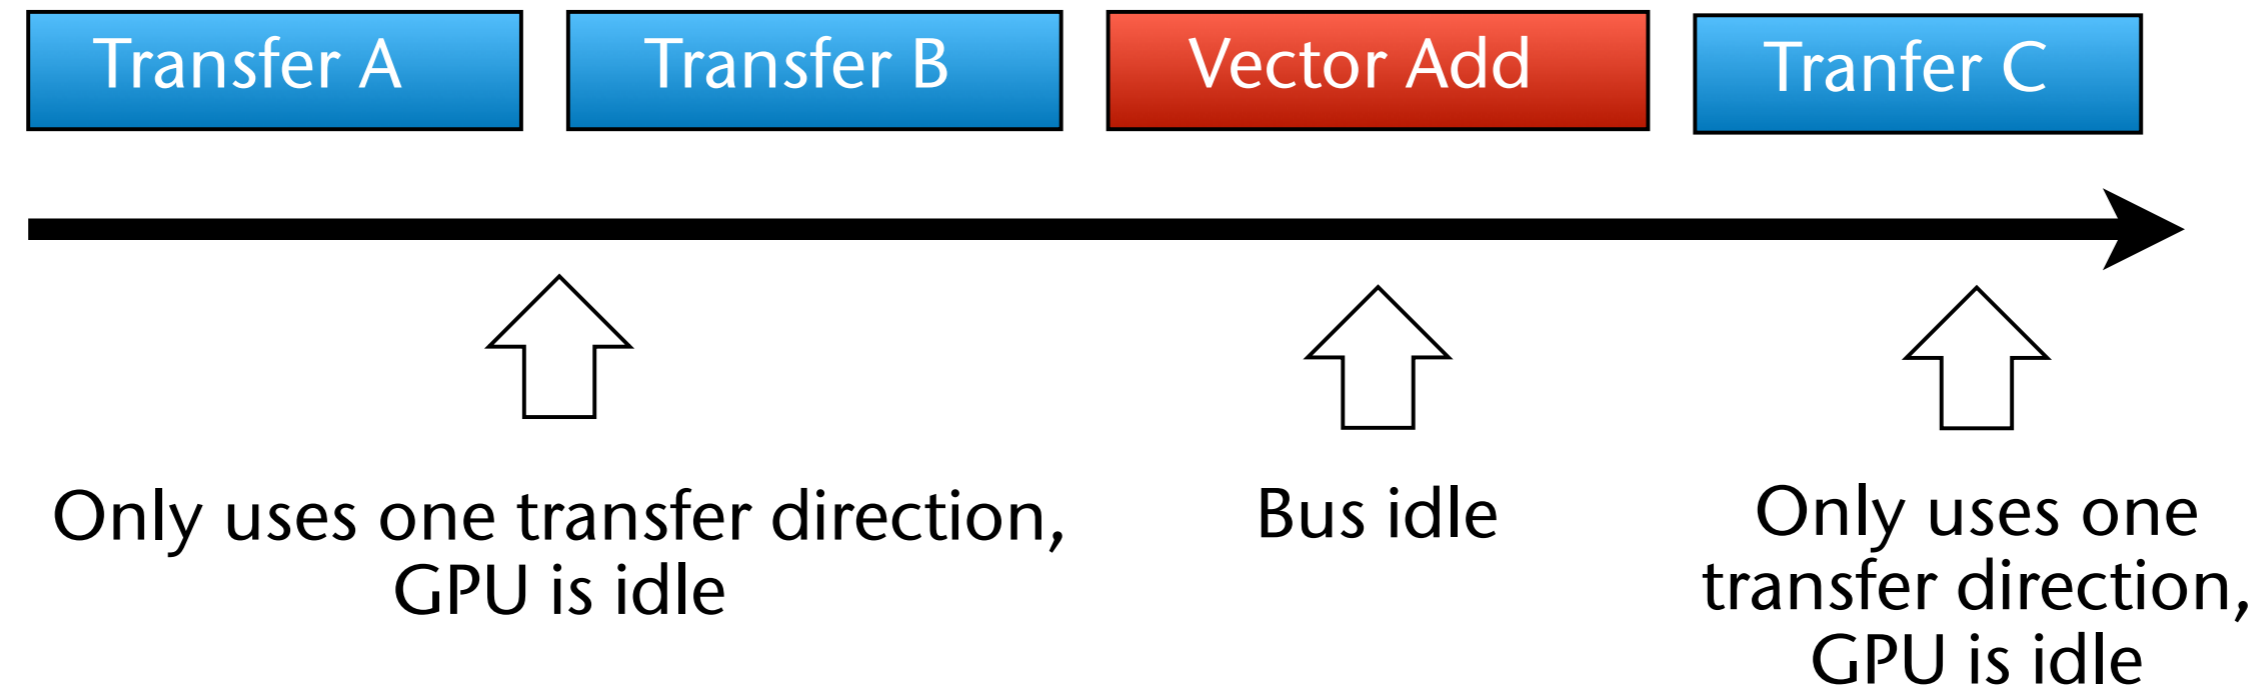 Transfer A
Transfer B
Vector Add
Tranfer C
Only uses one transfer direction,
GPU is idle
Bus idle
Only uses one
transfer direction,
GPU is idle